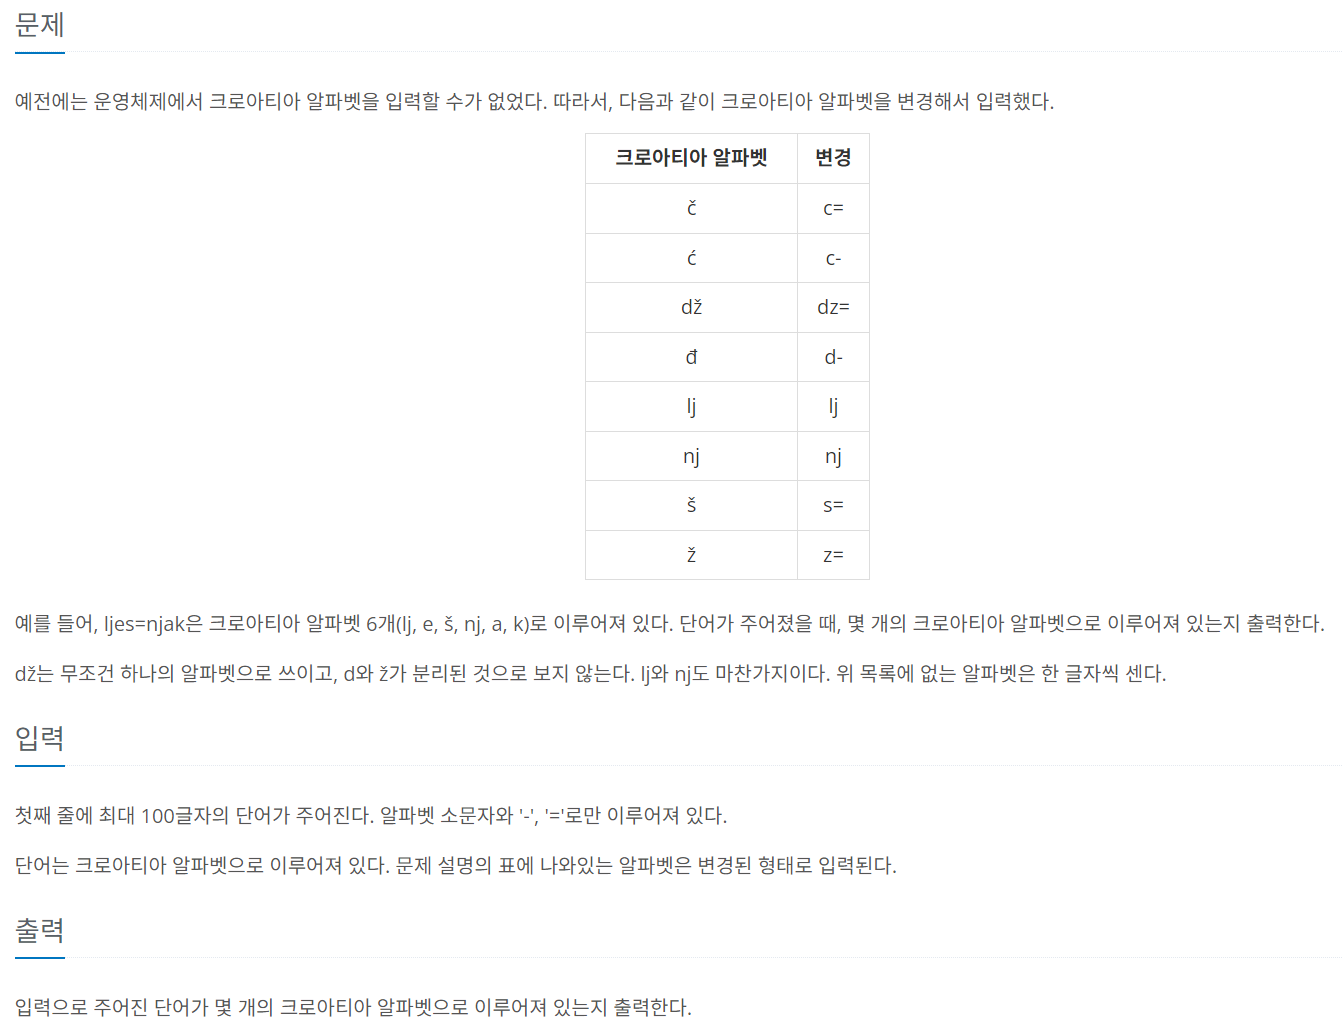 문제
예전에는 운영체제에서 크로아티아 알파벳을 입력할 수가 없었다. 따라서, 다음과 같이 크로아티아 알파벳을 변경해서 입력했다.
크로아티아 알파벳 변경
č c=
ć c-
dž dz=
đ d-
lj lj
nj nj
š s=
ž z=
예를 들어, ljes=njak은 크로아티아 알파벳 6개(lj, e, š, nj, a, k)로 이루어져 있다. 단어가 주어졌을 때, 몇 개의 크로아티아 알파벳으로 이루어져 있는지 출력한다.
dž는 무조건 하나의 알파벳으로 쓰이고, d와 ž가 분리된 것으로 보지 않는다. lj와 nj도 마찬가지이다. 위 목록에 없는 알파벳은 한 글자씩 센다.
입력
첫째 줄에 최대 100글자의 단어가 주어진다. 알파벳 소문자와 '-', '='로만 이루어져 있다.
단어는 크로아티아 알파벳으로 이루어져 있다. 문제 설명의 표에 나와있는 알파벳은 변경된 형태로 입력된다.
출력
입력으로 주어진 단어가 몇 개의 크로아티아 알파벳으로 이루어져 있는지 출력한다.